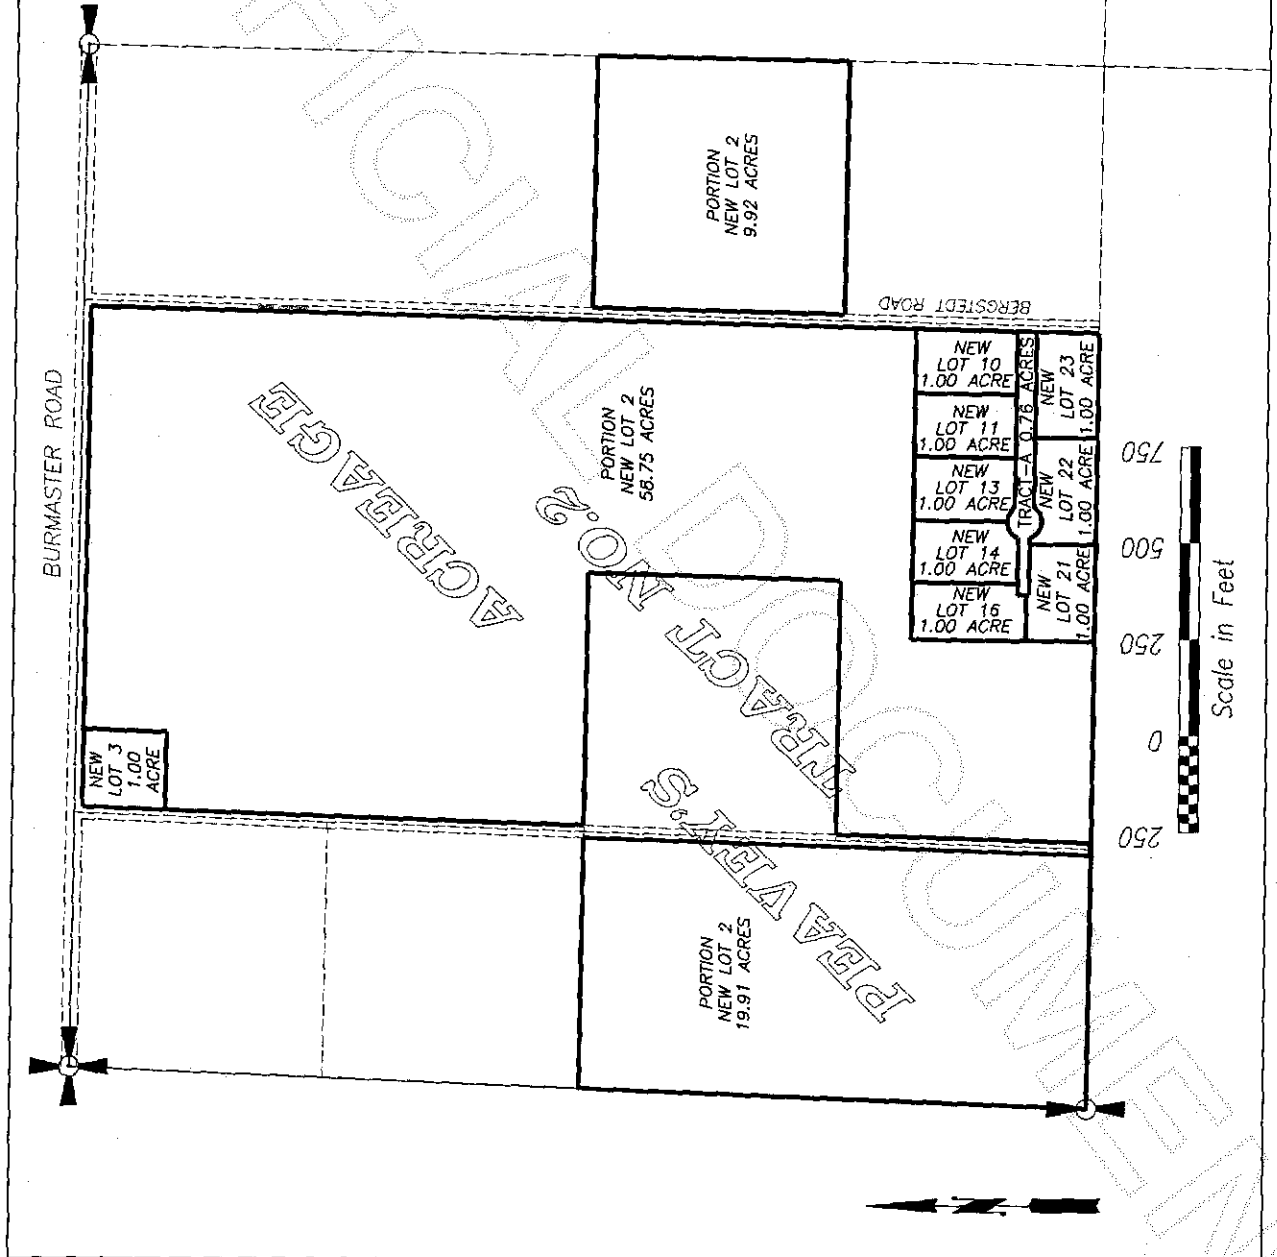 PORTION
NEW LOT 2
9.92 ACRES
BERGSTEDT ROAD
BURMASTER ROAD
ACREAGE
PORTION
NEW LOT 2
58.75 ACRES
NEW
LOT 10
1.00 ACRE
NEW
LOT 11
1.00 ACRE
NEW
LOT 13
1.00 ACRE
NEW
LOT 14
1.00 ACRE
NEW
LOT 16
1.00 ACRE
TRACT-A 0.76 ACRES
NEW
LOT 23
1.00 ACRE
NEW
LOT 22
1.00 ACRE
NEW
LOT 21
1.00 ACRE
NEW
LOT 3
1.00
ACRE
PEAVEY'S TRACT NO.2
PORTION
NEW LOT 2
19.91 ACRES
250 0 250 500 750
Scale in Feet
N
FICIAL DOCUMEN